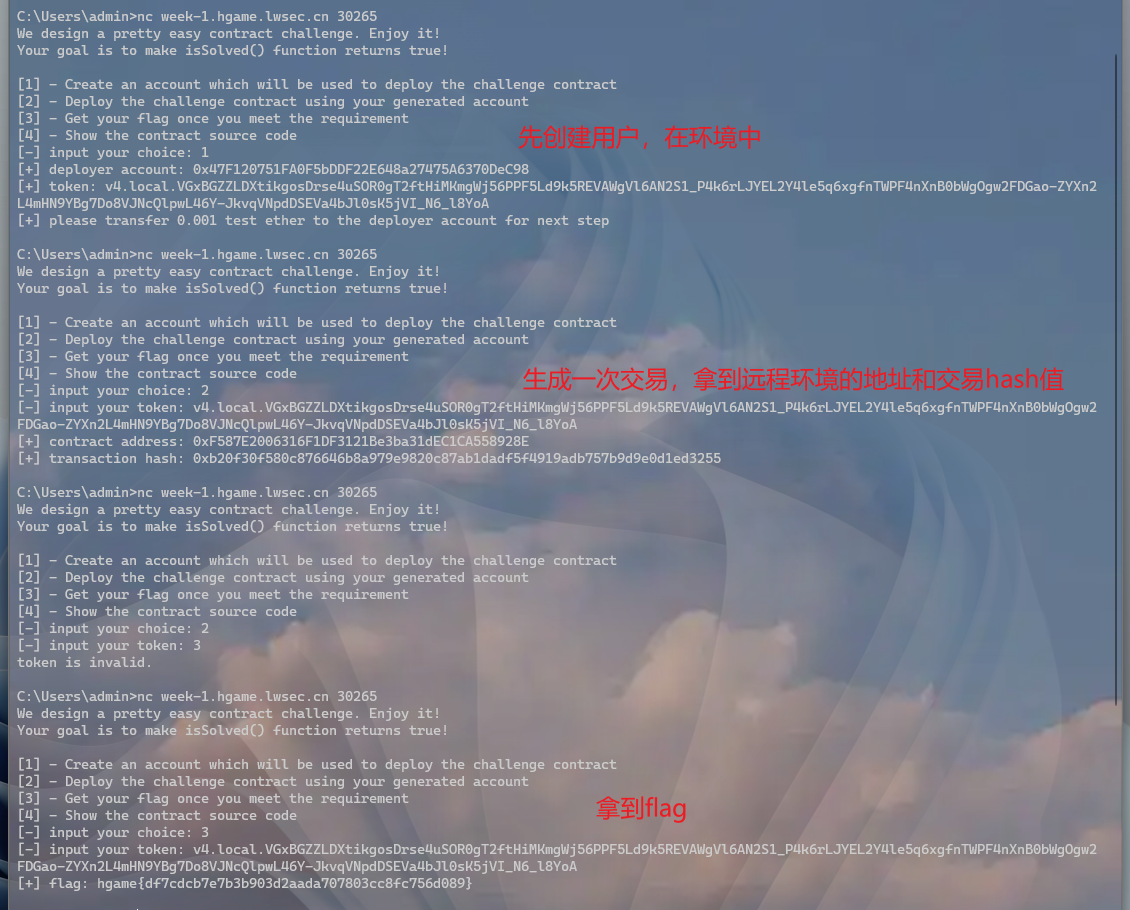 C:\Users\admin>nc week-1.hgame.lwsec.cn 30265
We design a pretty easy contract challenge. Enjoy it!
Your goal is to make isSolved() function returns true!
[1] - Create an account which will be used to deploy the challenge contract
[2] - Deploy the challenge contract using your generated account
[3] - Get your flag once you meet the requirement
[4] - Show the contract source code
先创建用户，在环境中
[-] input your choice: 1
[+] deployer account: 0x47F120751FA0F5bDDF22E648a27475A6370DeC98
[+] token: v4.local.VGxBGZZLDXtikgosDrse4uSOR0gT2ftHiMKmgWj56PPF5Ld9k5REVAWgVl6AN2S1_P4k6rLJYEL2Y4le5q6xgfnTWPF4nXnB0bWgOgw2FDGao-ZYXn2
L4mHN9YBg7Do8VJNcQlpwL46Y-JkvqVNpdDSEVa4bJl0sK5jVI_N6_l8YoA
[+] please transfer 0.001 test ether to the deployer account for next step
C:\Users\admin>nc week-1.hgame.lwsec.cn 30265
We design a pretty easy contract challenge. Enjoy it!
Your goal is to make isSolved() function returns true!
[1] - Create an account which will be used to deploy the challenge contract
[2] - Deploy the challenge contract using your generated account
[3] - Get your flag once you meet the requirement
[4] - Show the contract source code
生成一次交易，拿到远程环境的地址和交易hash值
[-] input your choice: 2
[-] input your token: v4.local.VGxBGZZLDXtikgosDrse4uSOR0gT2ftHiMKmgWj56PPF5Ld9k5REVAWgVl6AN2S1_P4k6rLJYEL2Y4le5q6xgfnTWPF4nXnB0bWgOgw2
FDGao-ZYXn2L4mHN9YBg7Do8VJNcQlpwL46Y-JkvqVNpdDSEVa4bJl0sK5jVI_N6_l8YoA
[+] contract address: 0xF587E2006316F1DF3121Be3ba31dEC1CA558928E
[+] transaction hash: 0xb20f30f580c876646b8a979e9820c87ab1dadf5f4919adb757b9d9e0d1ed3255
C:\Users\admin>nc week-1.hgame.lwsec.cn 30265
We design a pretty easy contract challenge. Enjoy it!
Your goal is to make isSolved() function returns true!
[1] - Create an account which will be used to deploy the challenge contract
[2] - Deploy the challenge contract using your generated account
[3] - Get your flag once you meet the requirement
[4] - Show the contract source code
[-] input your choice: 2
[-] input your token: 3
token is invalid.
C:\Users\admin>nc week-1.hgame.lwsec.cn 30265
We design a pretty easy contract challenge. Enjoy it!
Your goal is to make isSolved() function returns true!
[1] - Create an account which will be used to deploy the challenge contract
[2] - Deploy the challenge contract using your generated account
[3] - Get your flag once you meet the requirement
拿到flag
[4] - Show the contract source code
[-] input your choice: 3
[-] input your token: v4.local.VGxBGZZLDXtikgosDrse4uSOR0gT2ftHiMKmgWj56PPF5Ld9k5REVAWgVl6AN2S1_P4k6rLJYEL2Y4le5q6xgfnTWPF4nXnB0bWgOgw2
FDGao-ZYXn2L4mHN9YBg7Do8VJNcQlpwL46Y-JkvqVNpdDSEVa4bJl0sK5jVI_N6_l8YoA
[+] flag: hgame{df7cdcb7e7b3b903d2aada707803cc8fc756d089}